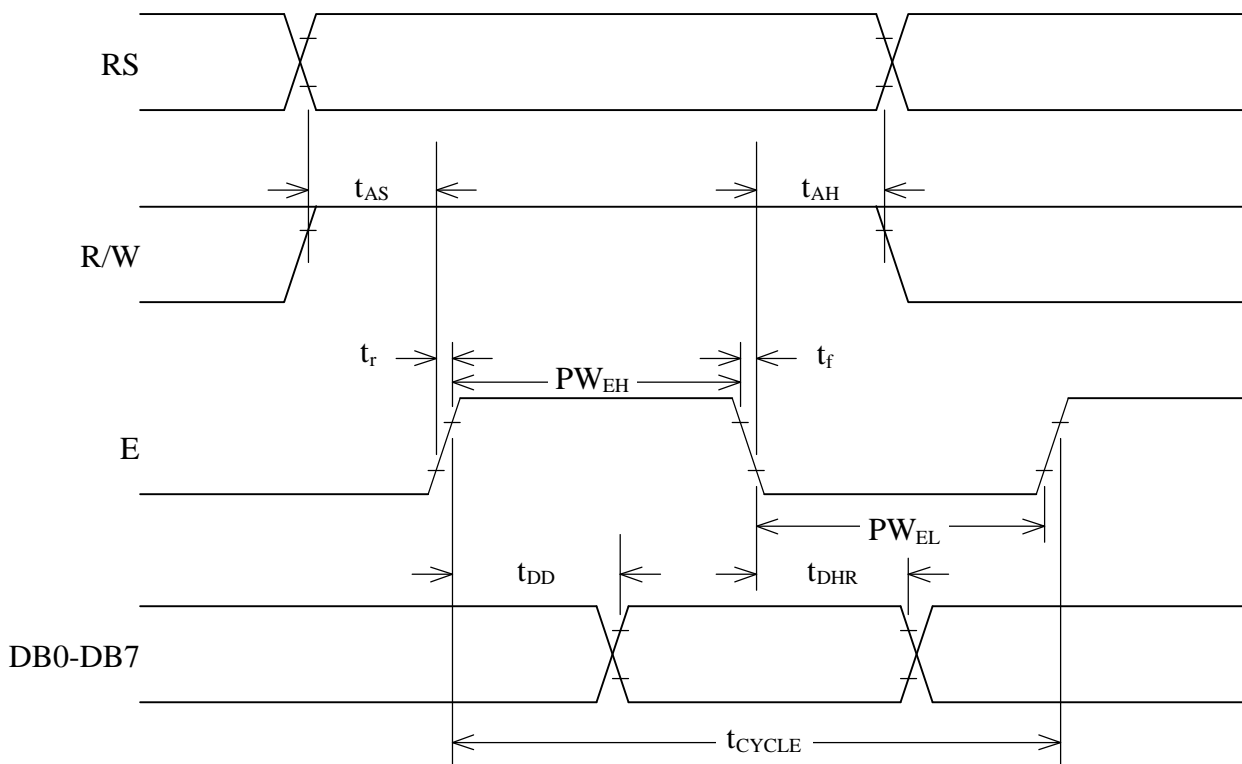 RS
tAS
tAH
R/W
tr
PWEH
tf
E
PWEL
tDD
tDHR
DB0-DB7
tCYCLE